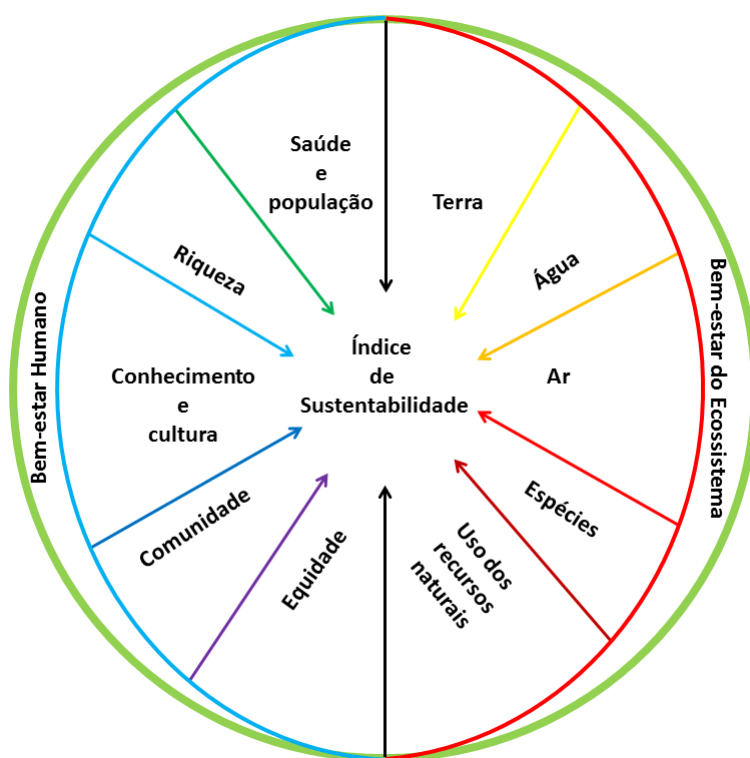 Saúde
e
população
Terra
Riqueza
Água
Bem-estar Humano
Bem-estar do Ecossistema
Índice
de
Sustentabilidade
Conhecimento
e
cultura
Ar
Comunidade
Espécies
Equidade
Uso dos
recursos
naturais